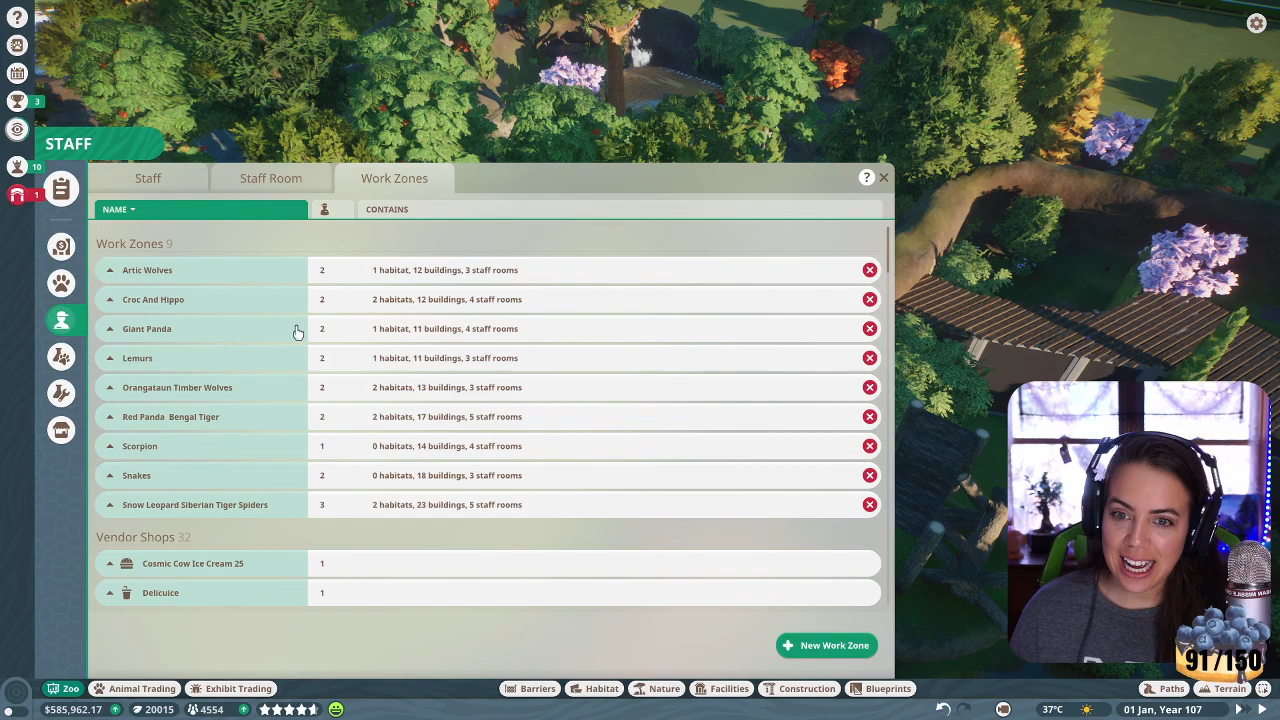 3
STAFF
10
1
Staff
Staff Room
Work Zones
?
NAME
CONTAINS
Work Zones 9
Artic Wolves
2
1 habitat, 12 buildings, 3 staff rooms
Croc And Hippo
2
2 habitats, 12 buildings, 4 staff rooms
Giant Panda
2
1 habitat, 11 buildings, 4 staff rooms
Lemurs
2
1 habitat, 11 buildings, 3 staff rooms
Orangataun Timber Wolves
2
2 habitats, 13 buildings, 3 staff rooms
Red Panda Bengal Tiger
2
2 habitats, 17 buildings, 5 staff rooms
Scorpion
1
0 habitats, 14 buildings, 4 staff rooms
Snakes
2
0 habitats, 18 buildings, 3 staff rooms
Snow Leopard Siberian Tiger Spiders
3
2 habitats, 23 buildings, 5 staff rooms
Vendor Shops 32
Cosmic Cow Ice Cream 25
1
Delicuice
1
New Work Zone
91/150
Zoo
Animal Trading
Exhibit Trading
Barriers
Habitat
Nature
Facilities
Construction
Blueprints
Paths
Terrain
$585,962.17
20015
4554
37°C
01 Jan, Year 107